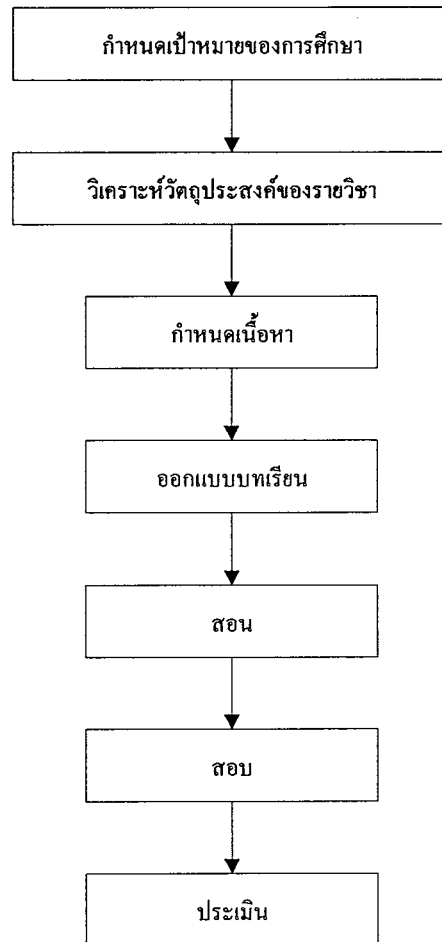 กำหนดเป้าหมายของการศึกษา
วิเคราะห์วัตถุประสงค์ของรายวิชา
กำหนดเนื้อหา
ออกแบบบทเรียน
สอน
สอบ
ประเมิน